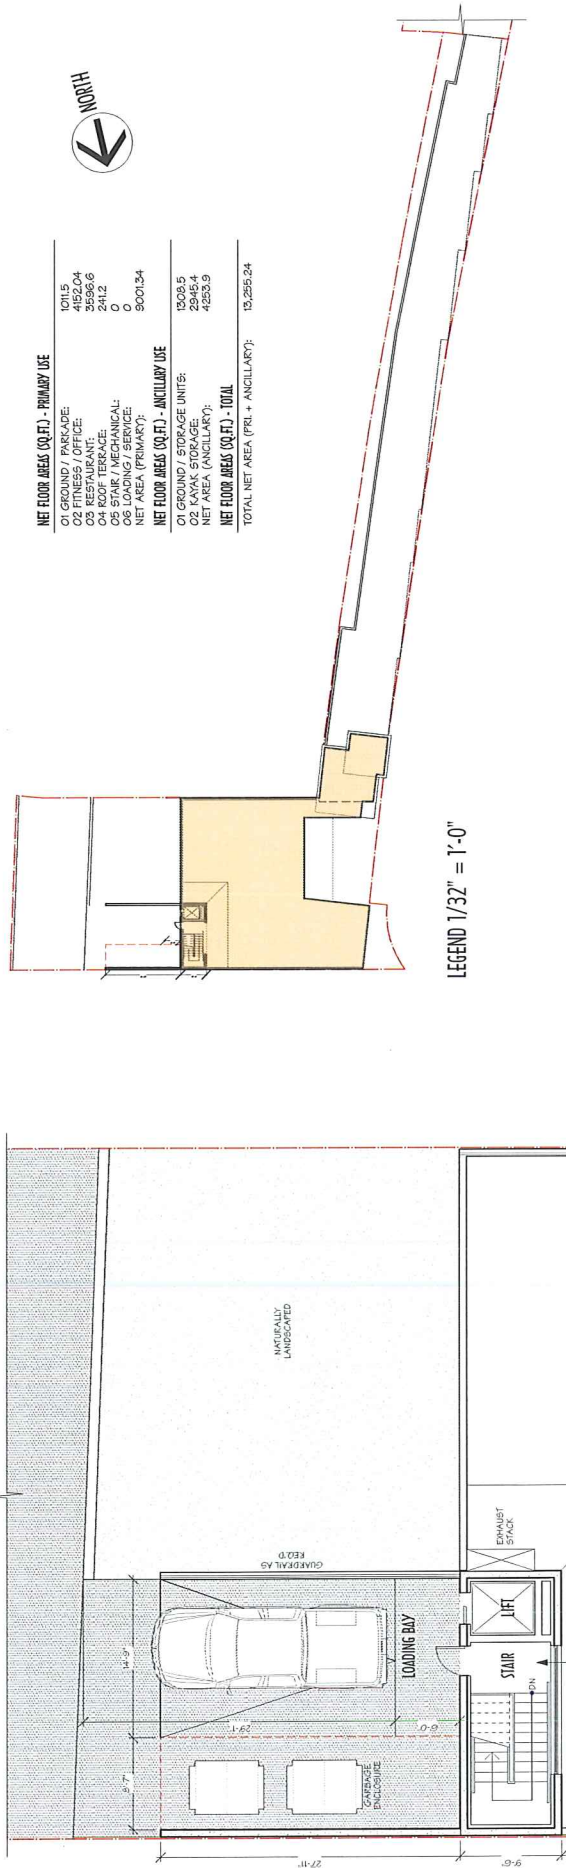 NORTH
NET FLOOR AREAS (SQ.FT.) - PRIMARY USE
01 GROUND / PARKADE: 1011.5
02 FITNESS / OFFICE: 4152.04
03 RESTAURANT: 3596.6
04 ROOF TERRACE: 241.2
05 STAIR / MECHANICAL: 0
06 LOADING / SERVICE: 0
NET AREA (PRIMARY): 9001.34
NET FLOOR AREAS (SQ.FT.) - ANCILLARY USE
01 GROUND / STORAGE UNITS: 1308.5
02 KAYAK STORAGE: 2945.4
NET AREA (ANCILLARY): 4253.9
NET FLOOR AREAS (SQ.FT.) - TOTAL
TOTAL NET AREA (PRI. + ANCILLARY): 13,255.24
LEGEND 1/32" = 1'-0"
NATURALLY
LANDSCAPED
GUARDRAIL AS
REQ'D
EXHAUST
STACK
14'-9"
8'-7"
29'-1"
6'-0"
LOADING BAY
GARBAGE
ENCLOSURE
LIFT
STAIR
DN
27'-11"
9'-6"